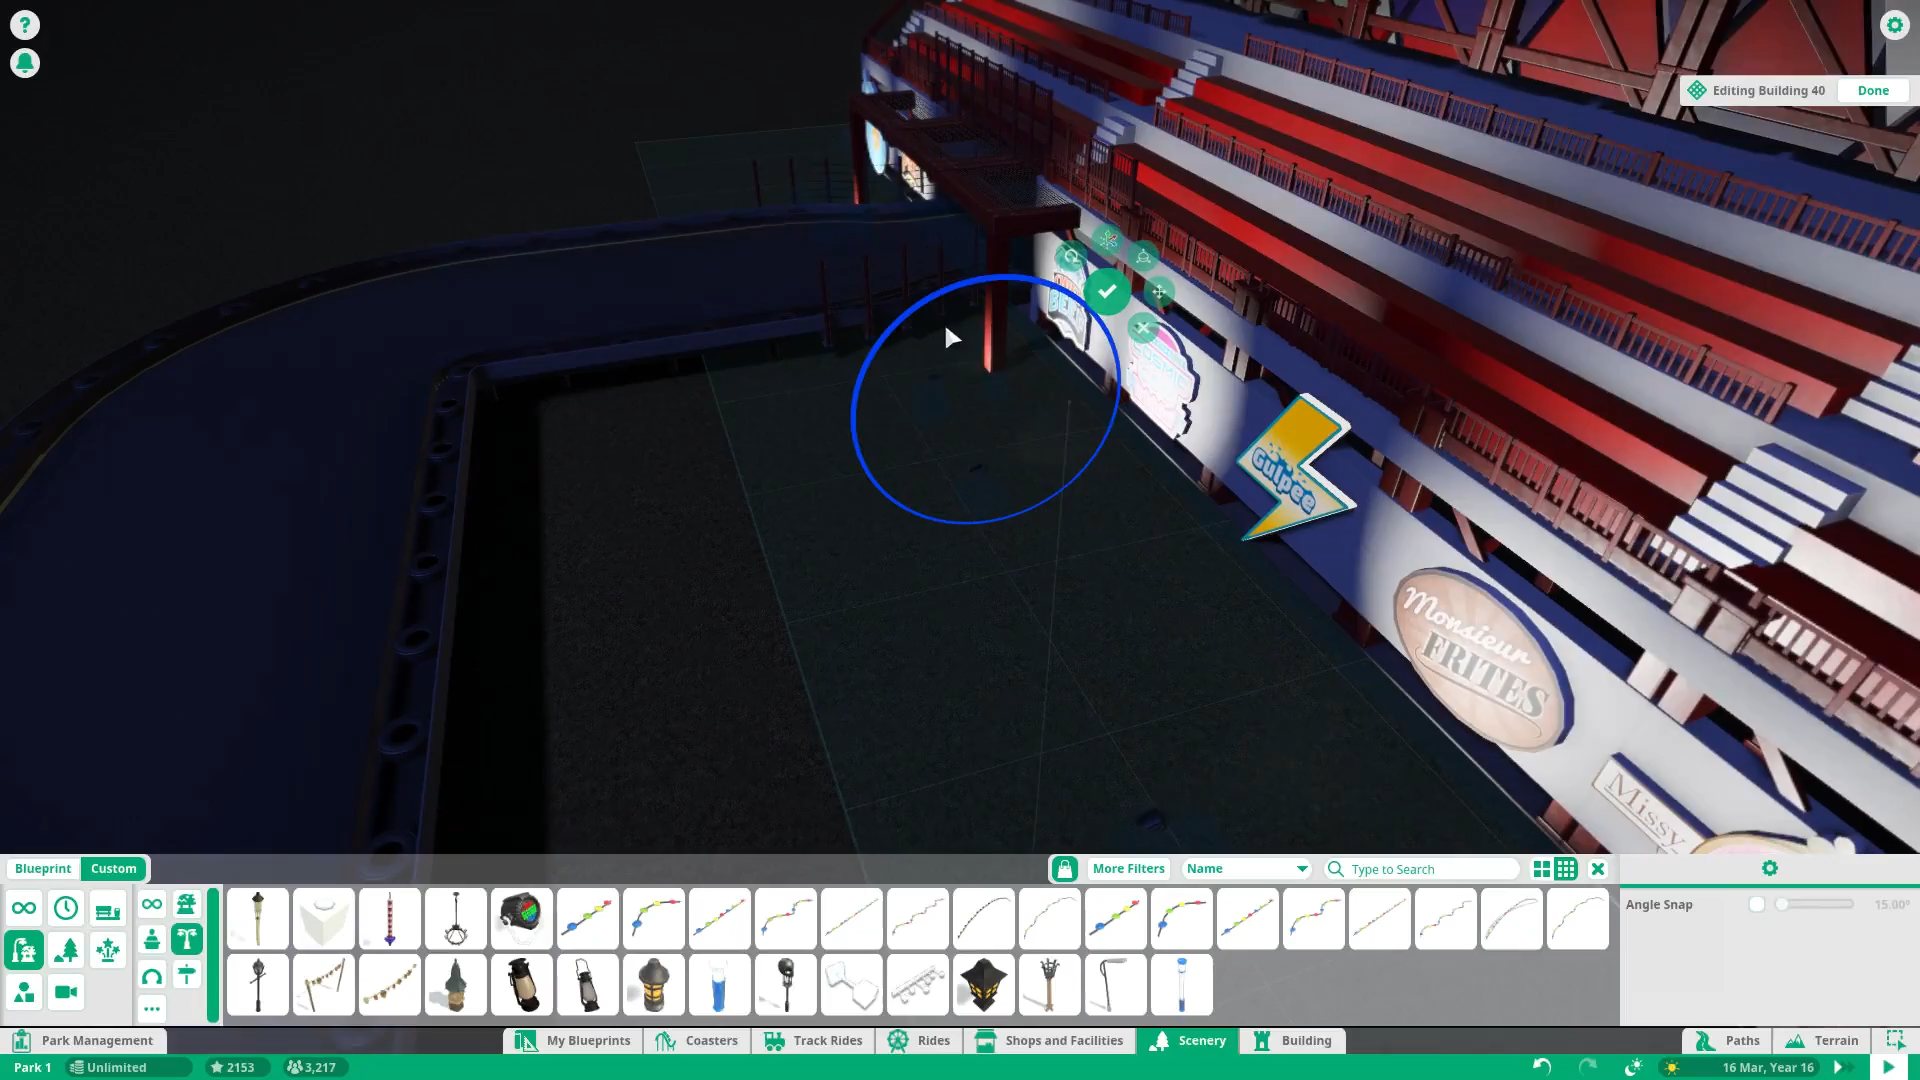 ?
Editing Building 40
Done
BEER
COSMIC
Gulpee
Monsieur
FRITES
Missy
Blueprint
Custom
More Filters
Name
Type to Search
Angle Snap
15.00°
Park Management
My Blueprints
Coasters
Track Rides
Rides
Shops and Facilities
Scenery
Building
Paths
Terrain
Park 1
Unlimited
2153
3,217
16 Mar, Year 16